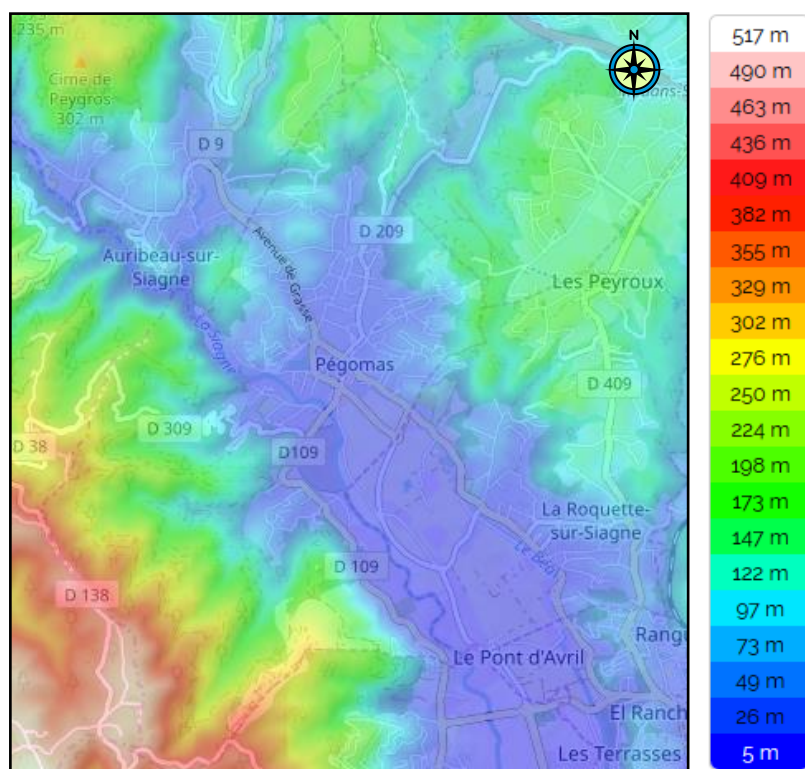 235 m
Cime de
Peygros
302 m
N
D 9
D 209
Avenue de Grasse
Auribeau-sur-
Siagne
La Siagne
Les Peyroux
Pégomas
D 409
D 309
D 38
D109
La Roquette-
sur-Siagne
Le Béal
D 109
D 138
Le Pont d'Avril
Rangu
El Ranch
Les Terrasses
517 m
490 m
463 m
436 m
409 m
382 m
355 m
329 m
302 m
276 m
250 m
224 m
198 m
173 m
147 m
122 m
97 m
73 m
49 m
26 m
5 m